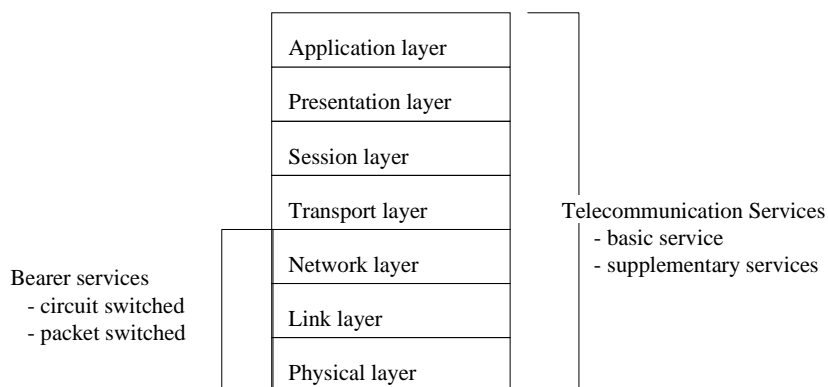 Application layer
Presentation layer
Session layer
Transport layer
Network layer
Link layer
Physical layer
Bearer services
- circuit switched
- packet switched
Telecommunication Services
- basic service
- supplementary services